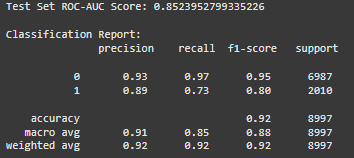 Test Set ROC-AUC Score: 0.8523952799335226
Classification Report:
precision recall f1-score support
0 0.93 0.97 0.95 6987
1 0.89 0.73 0.80 2010
accuracy 0.92 8997
macro avg 0.91 0.85 0.88 8997
weighted avg 0.92 0.92 0.92 8997